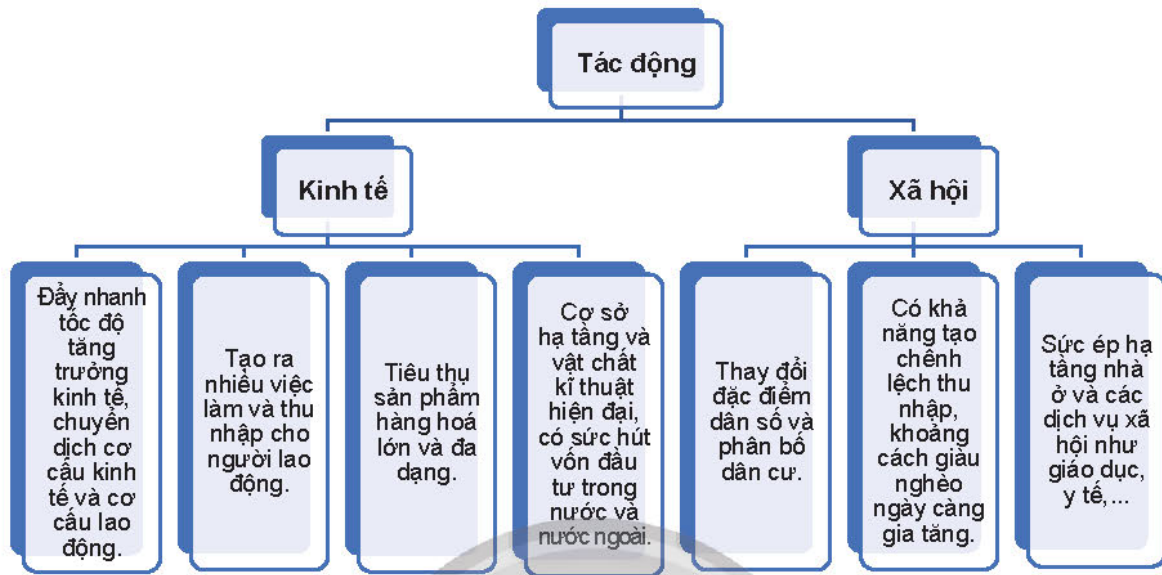 Tác động
Kinh tế
Xã hội
Đẩy nhanh
tốc độ
tăng
trưởng
kinh tế,
chuyển
dịch cơ
cấu kinh
tế và cơ
cấu lao
động.
Tạo ra
nhiều việc
làm và thu
nhập cho
người lao
động.
Tiêu thụ
sản phẩm
hàng hoá
lớn và đa
dạng.
Cơ sở
hạ tầng và
vật chất
kĩ thuật
hiện đại,
có sức hút
vốn đầu
tư trong
nước và
nước ngoài.
Thay đổi
đặc điểm
dân số và
phân bố
dân cư.
Có khả
năng tạo
chênh
lệch thu
nhập,
khoảng
cách giàu
nghèo
ngày càng
gia tăng.
Sức ép hạ
tầng nhà
ở và các
dịch vụ xã
hội như
giáo dục,
y tế,...